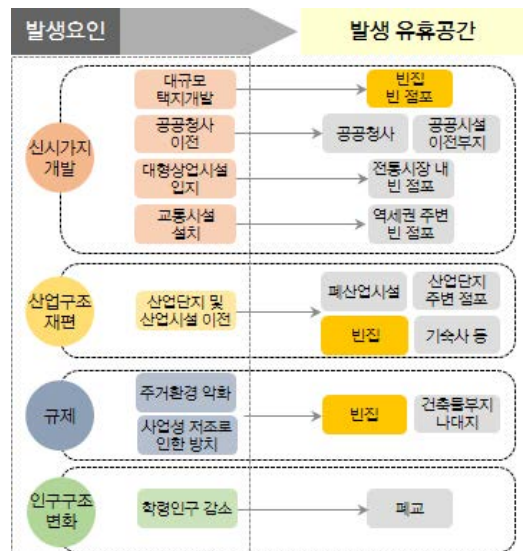 발생요인
발생 유휴공간
신시가지
개발
대규모
택지개발
빈집
빈 점포
공공청사
이전
공공청사
공공시설
이전부지
대형상업시설
입지
전통시장 내
빈 점포
교통시설
설치
역세권 주변
빈 점포
산업구조
재편
산업단지 및
산업시설 이전
폐산업시설
산업단지
주변 점포
빈집
기숙사 등
규제
주거환경 악화
사업성 저조로
인한 방치
빈집
건축물부지
나대지
인구구조
변화
학령인구 감소
폐교